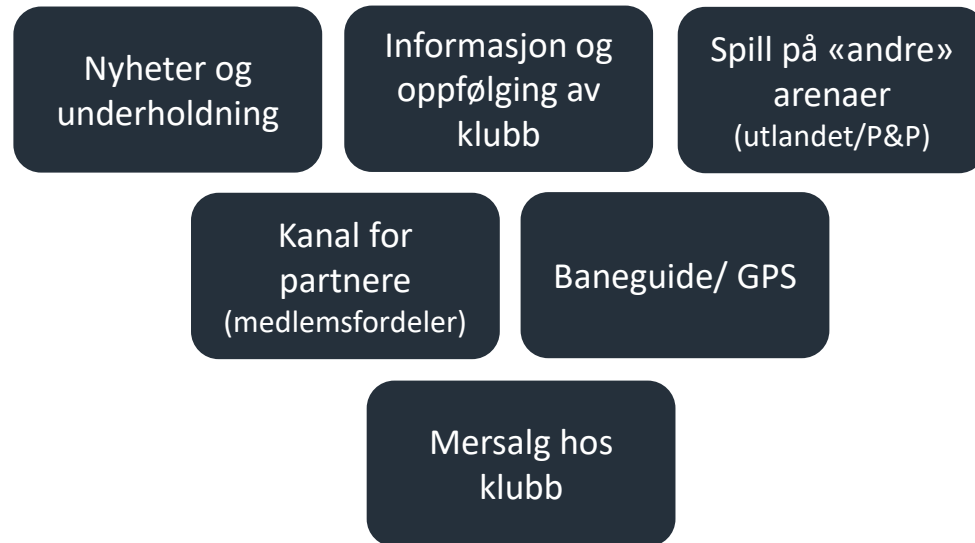 Nyheter og
underholdning
Informasjon og
oppfølging av
klubb
Spill på «andre»
arenaer
(utlandet/P&P)
Kanal for
partnere
(medlemsfordeler)
Baneguide/ GPS
Mersalg hos
klubb